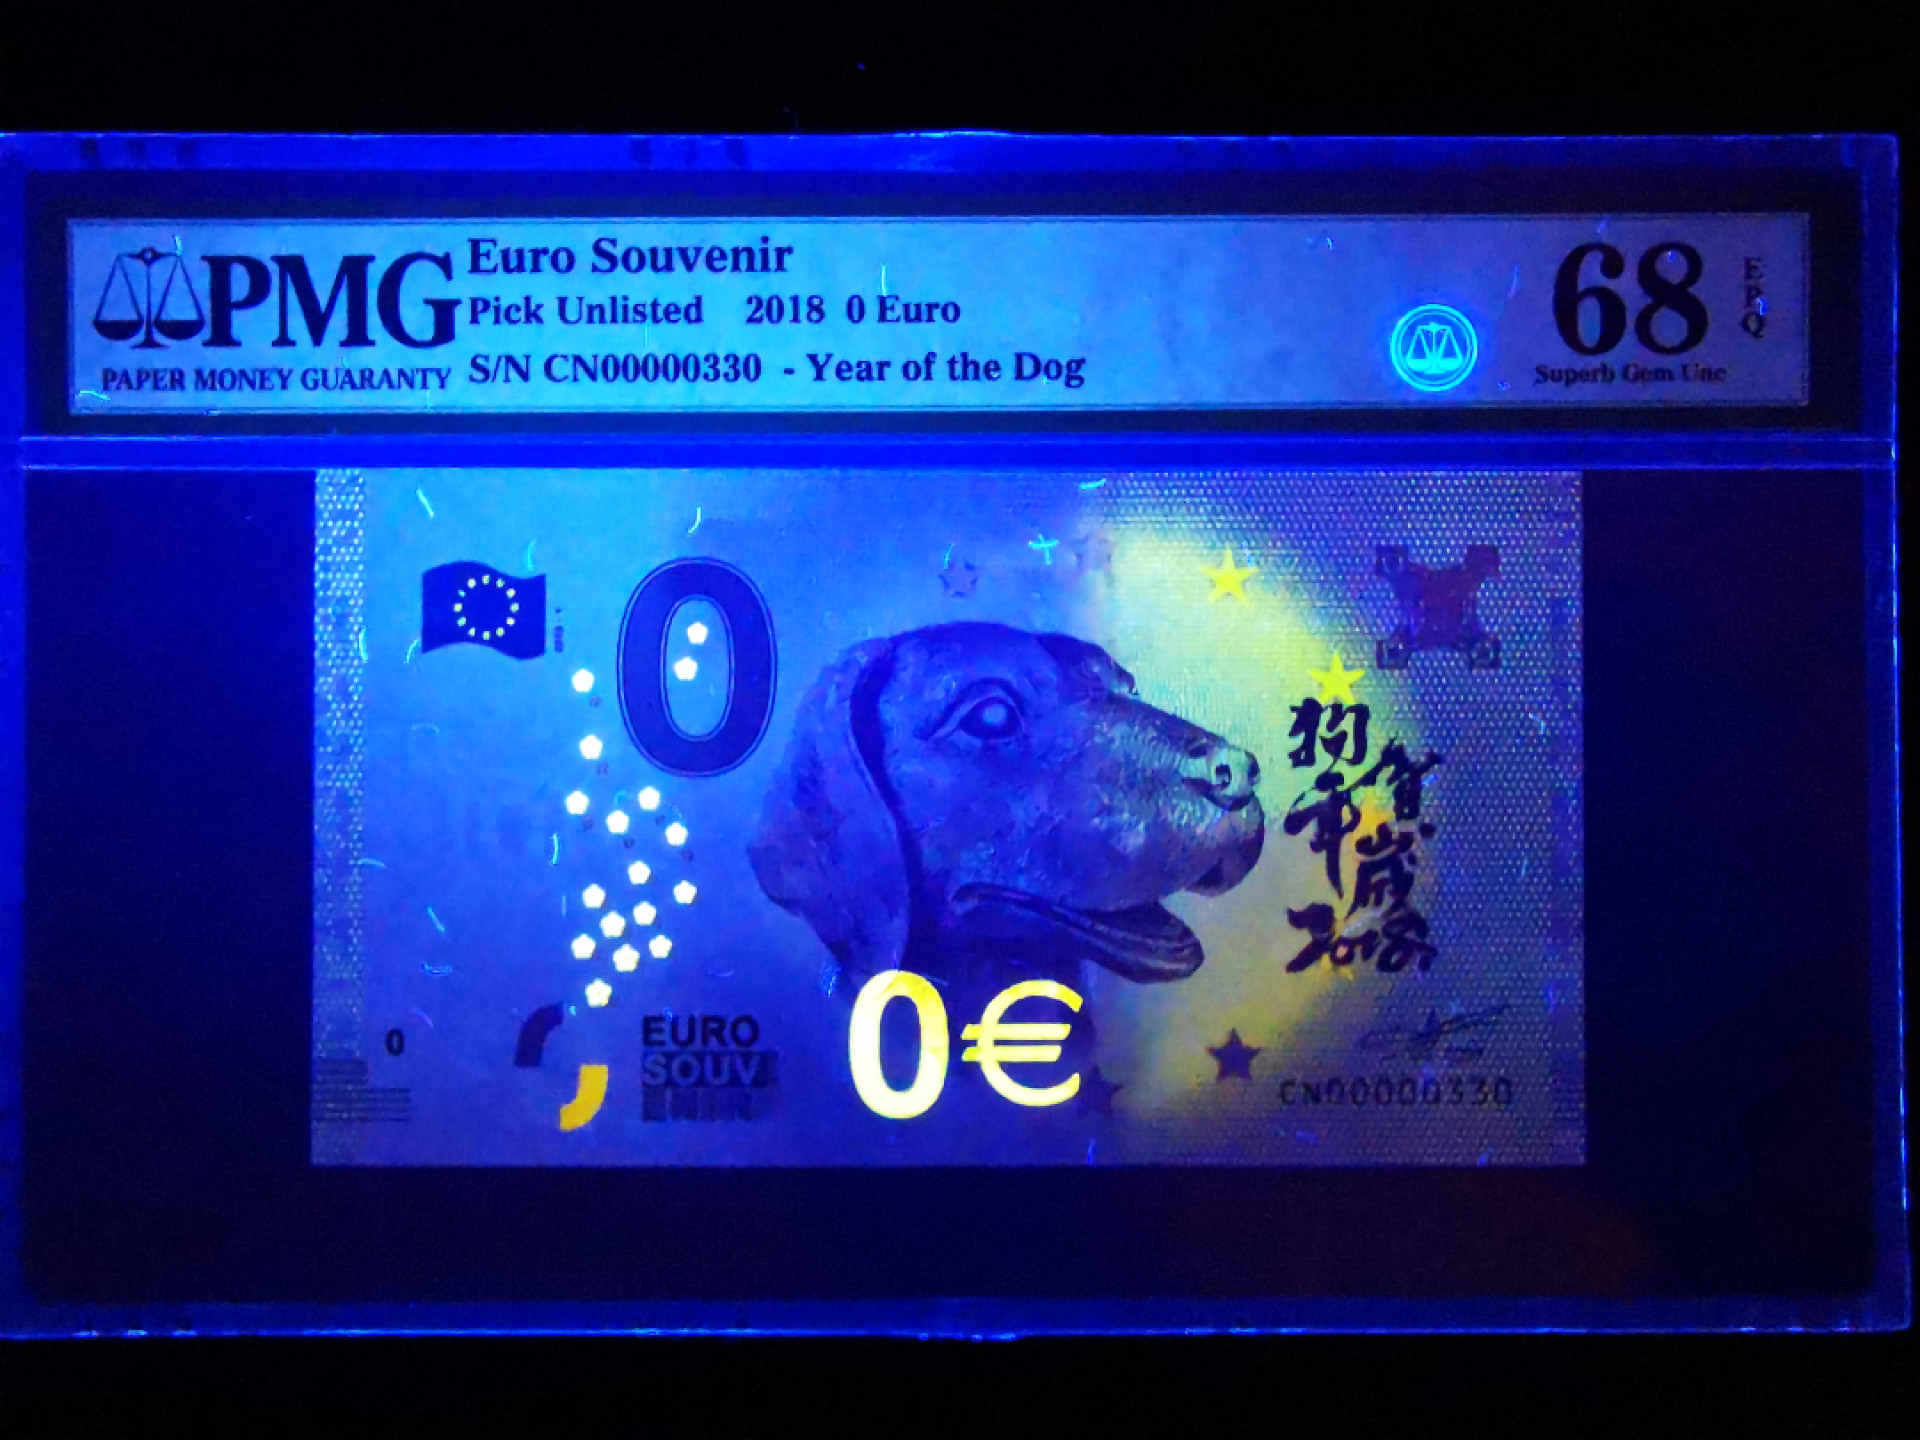 PMG
PAPER MONEY GUARANTY
Euro Souvenir
Pick Unlisted 2018 0 Euro
S/N CN00000330 - Year of the Dog
68
EPQ
Superb Gem Unc
0
狗年
賀歲
2018
0
EURO
SOUV
ENIR
0€
CN00000330